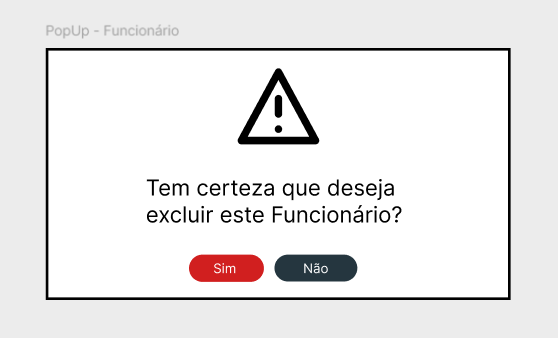 PopUp - Funcionário
Tem certeza que deseja
excluir este Funcionário?
Sim
Não